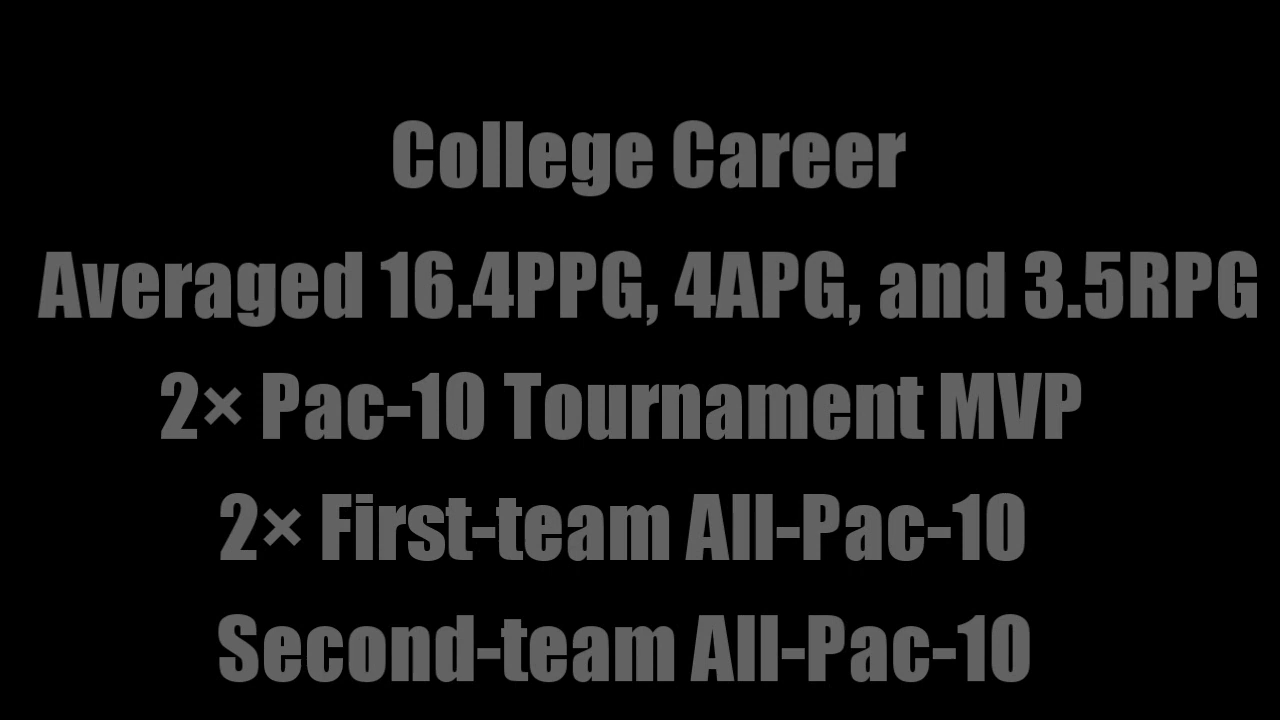 College Career
Averaged 16.4PPG, 4APG, and 3.5RPG
2× Pac-10 Tournament MVP
2× First-team All-Pac-10
Second-team All-Pac-10